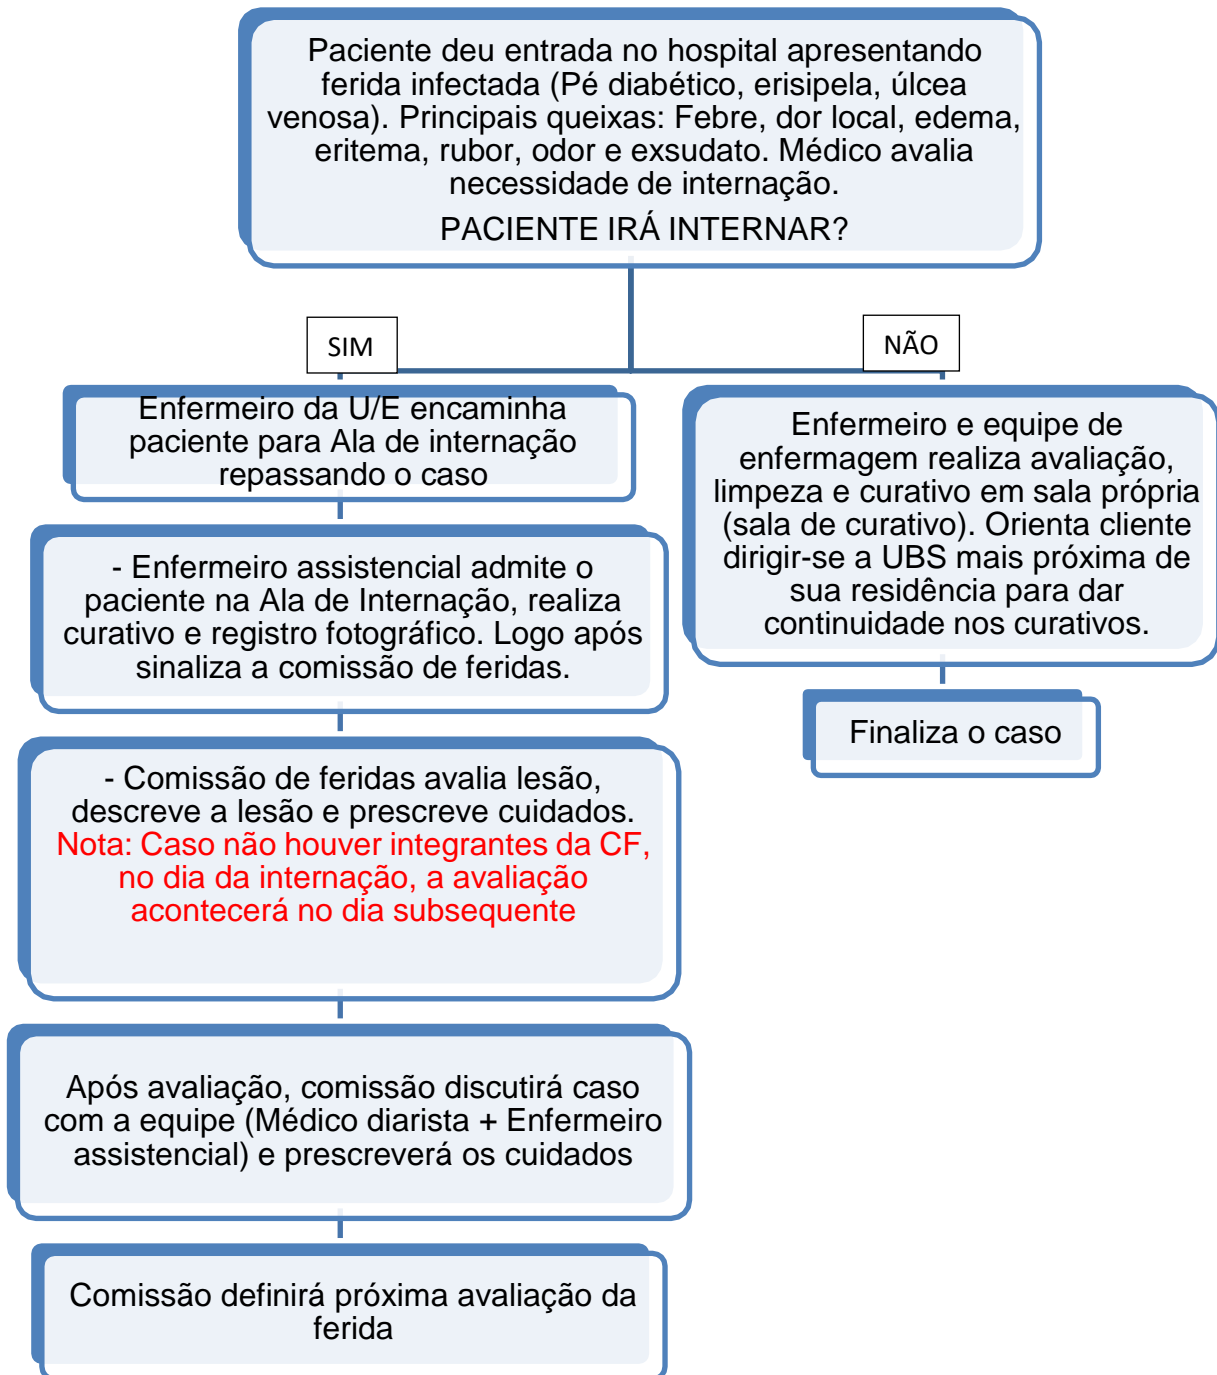 Paciente deu entrada no hospital apresentando
ferida infectada (Pé diabético, erisipela, úlcea
venosa). Principais queixas: Febre, dor local, edema,
eritema, rubor, odor e exsudato. Médico avalia
necessidade de internação.
PACIENTE IRÁ INTERNAR?
SIM
NÃO
Enfermeiro da U/E encaminha
paciente para Ala de internação
repassando o caso
- Enfermeiro assistencial admite o
paciente na Ala de Internação, realiza
curativo e registro fotográfico. Logo após
sinaliza a comissão de feridas.
- Comissão de feridas avalia lesão,
descreve a lesão e prescreve cuidados.
Nota: Caso não houver integrantes da CF,
no dia da internação, a avaliação
acontecerá no dia subsequente
Após avaliação, comissão discutirá caso
com a equipe (Médico diarista + Enfermeiro
assistencial) e prescreverá os cuidados
Comissão definirá próxima avaliação da
ferida
Enfermeiro e equipe de
enfermagem realiza avaliação,
limpeza e curativo em sala própria
(sala de curativo). Orienta cliente
dirigir-se a UBS mais próxima de
sua residência para dar
continuidade nos curativos.
Finaliza o caso